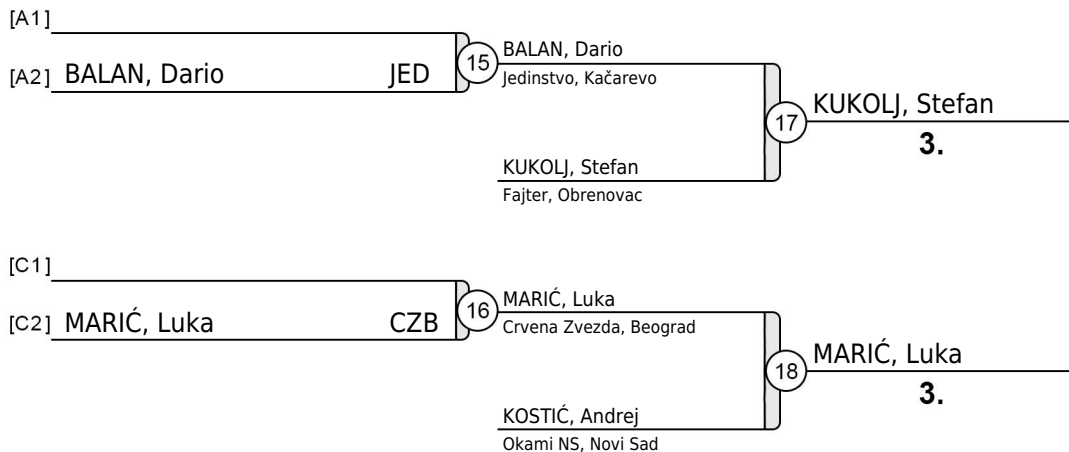 [A1]
[A2] BALAN, Dario JED
15
BALAN, Dario
Jedinstvo, Kačarevo
17
KUKOLJ, Stefan
3.
KUKOLJ, Stefan
Fajter, Obrenovac
[C1]
[C2] MARIĆ, Luka CZB
16
MARIĆ, Luka
Crvena Zvezda, Beograd
18
MARIĆ, Luka
3.
KOSTIĆ, Andrej
Okami NS, Novi Sad